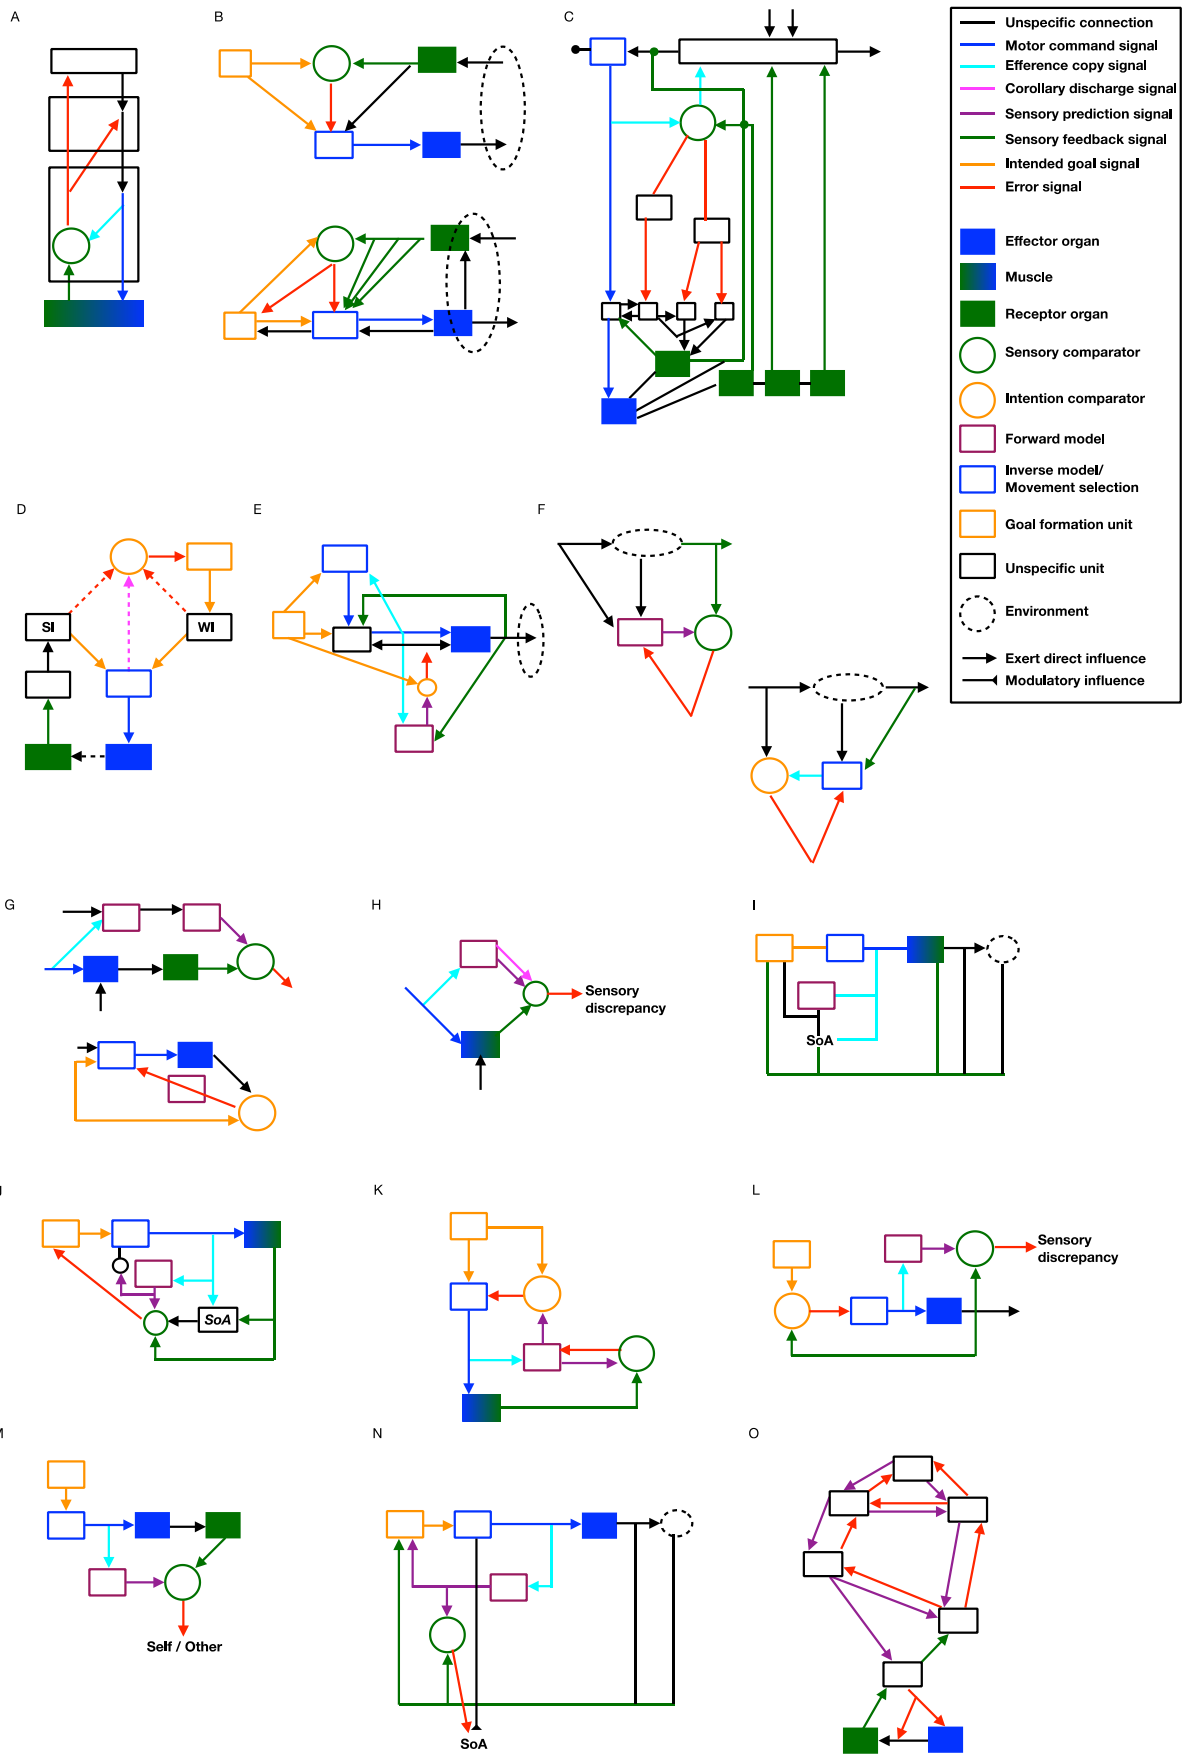 A
B
C
Unspecific connection
Motor command signal
Efference copy signal
Corollary discharge signal
Sensory prediction signal
Sensory feedback signal
Intended goal signal
Error signal
Effector organ
Muscle
Receptor organ
Sensory comparator
Intention comparator
Forward model
Inverse model/
Movement selection
Goal formation unit
Unspecific unit
Environment
Exert direct influence
Modulatory influence
D
E
F
SI
WI
G
H
I
Sensory
discrepancy
SoA
J
K
L
SoA
Sensory
discrepancy
M
N
O
Self / Other
SoA